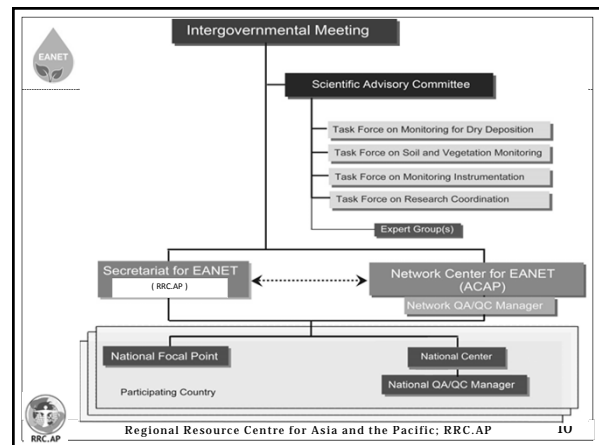 Intergovernmental Meeting
EANET
Scientific Advisory Committee
Task Force on Monitoring for Dry Deposition
Task Force on Soil and Vegetation Monitoring
Task Force on Monitoring Instrumentation
Task Force on Research Coordination
Expert Group(s)
Secretariat for EANET
( RRC.AP )
Network Center for EANET
(ACAP)
Network QA/QC Manager
National Focal Point
National Center
National QA/QC Manager
Participating Country
RRC.AP
Regional Resource Centre for Asia and the Pacific; RRC.AP
10